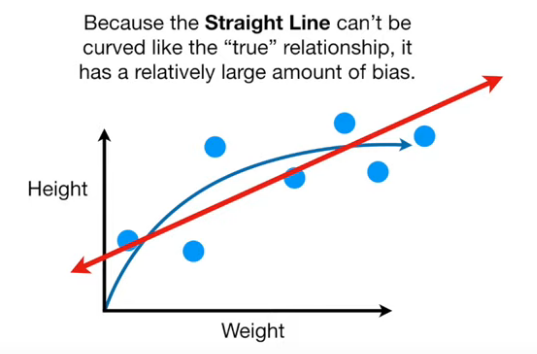 Because the Straight Line can’t be
curved like the “true” relationship, it
has a relatively large amount of bias.
Height
Weight